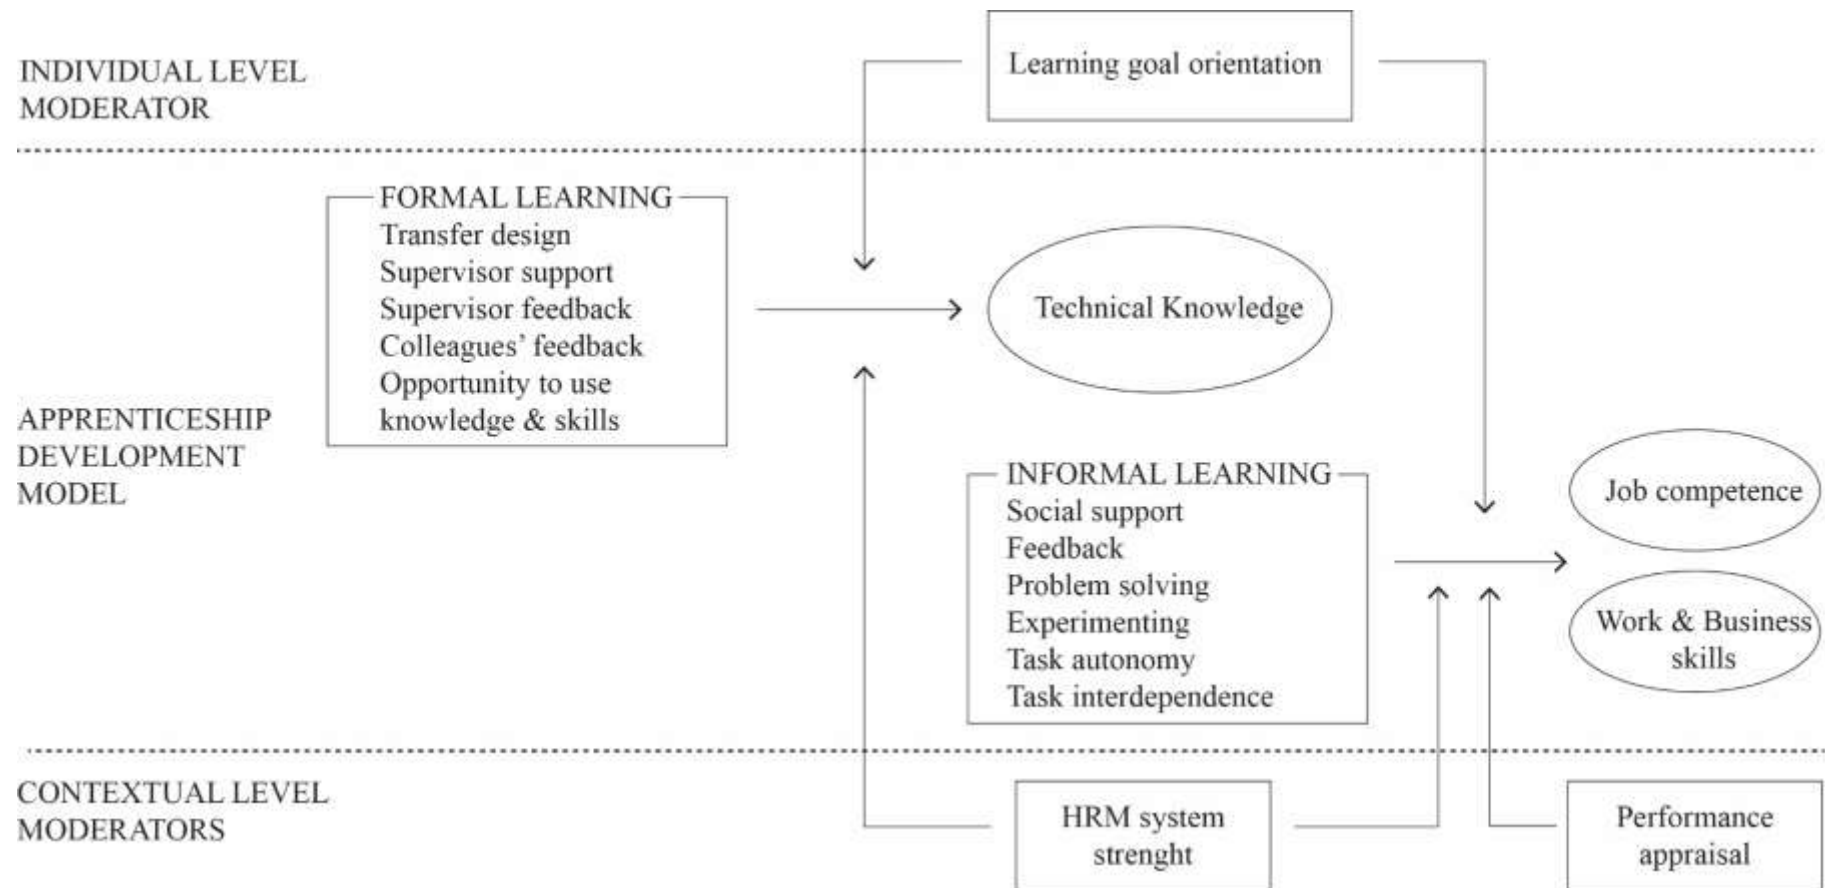 INDIVIDUAL LEVEL
MODERATOR
Learning goal orientation
APPRENTICESHIP
DEVELOPMENT
MODEL
FORMAL LEARNING
Transfer design
Supervisor support
Supervisor feedback
Colleagues’ feedback
Opportunity to use
knowledge & skills
Technical Knowledge
INFORMAL LEARNING
Social support
Feedback
Problem solving
Experimenting
Task autonomy
Task interdependence
Job competence
Work & Business
skills
CONTEXTUAL LEVEL
MODERATORS
HRM system
strenght
Performance
appraisal